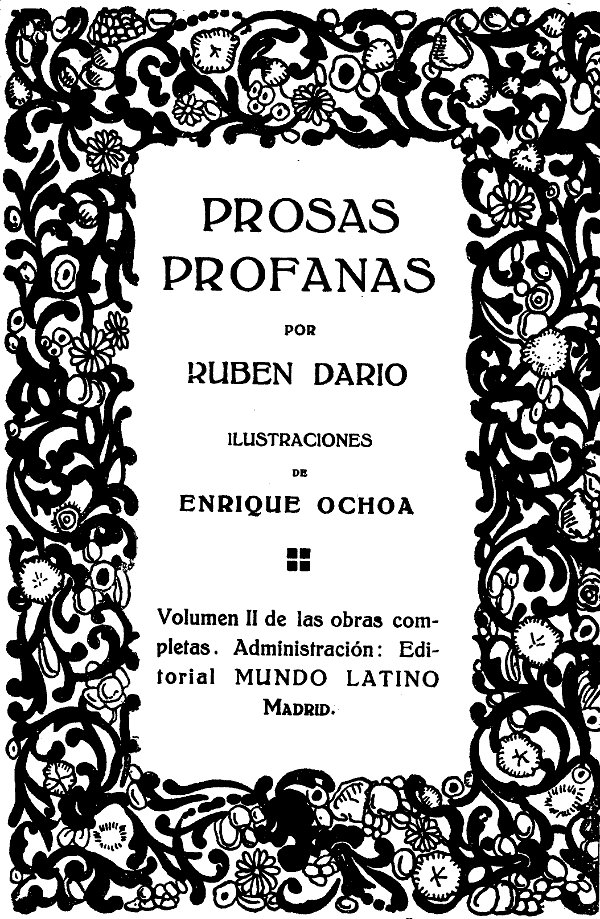 PROSAS
PROFANAS
POR
RUBEN DARIO
ILUSTRACIONES
DE
ENRIQUE OCHOA
Volumen II de las obras com-
pletas. Administración: Edi-
torial MUNDO LATINO
MADRID.